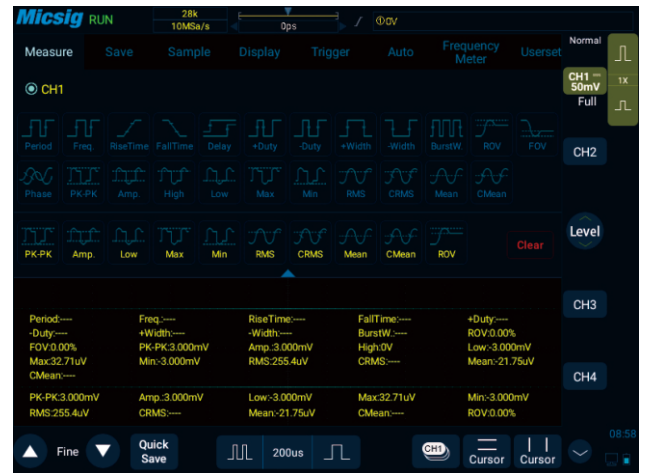 Micsig RUN 28k 10MSa/s 0ps ①0V
Measure Save Sample Display Trigger Auto Frequency Meter Userset
Normal
CH1
50mV
1X
Full
CH1
Period Freq. RiseTime FallTime Delay +Duty -Duty +Width -Width BurstW ROV FOV
CH2
Phase PK-PK Amp. High Low Max Min RMS CRMS Mean CMean
PK-PK Amp. Low Max Min RMS CRMS Mean CMean ROV Clear
Level
CH3
Period:---- Freq.:---- RiseTime:---- FallTime:---- +Duty:----
-Duty:---- +Width:---- -Width:---- BurstW.:---- ROV:0.00%
FOV:0.00% PK-PK:3.000mV Amp.:3.000mV High:0V Low:-3.000mV
Max:32.71uV Min:-3.000mV RMS:255.4uV CRMS:---- Mean:-21.75uV
CMean:----
CH4
PK-PK:3.000mV Amp.:3.000mV Low:-3.000mV Max:32.71uV Min:-3.000mV
RMS:255.4uV CRMS:---- Mean:-21.75uV CMean:---- ROV:0.00%
08:58
Fine Quick Save 200us CH1 Cursor Cursor